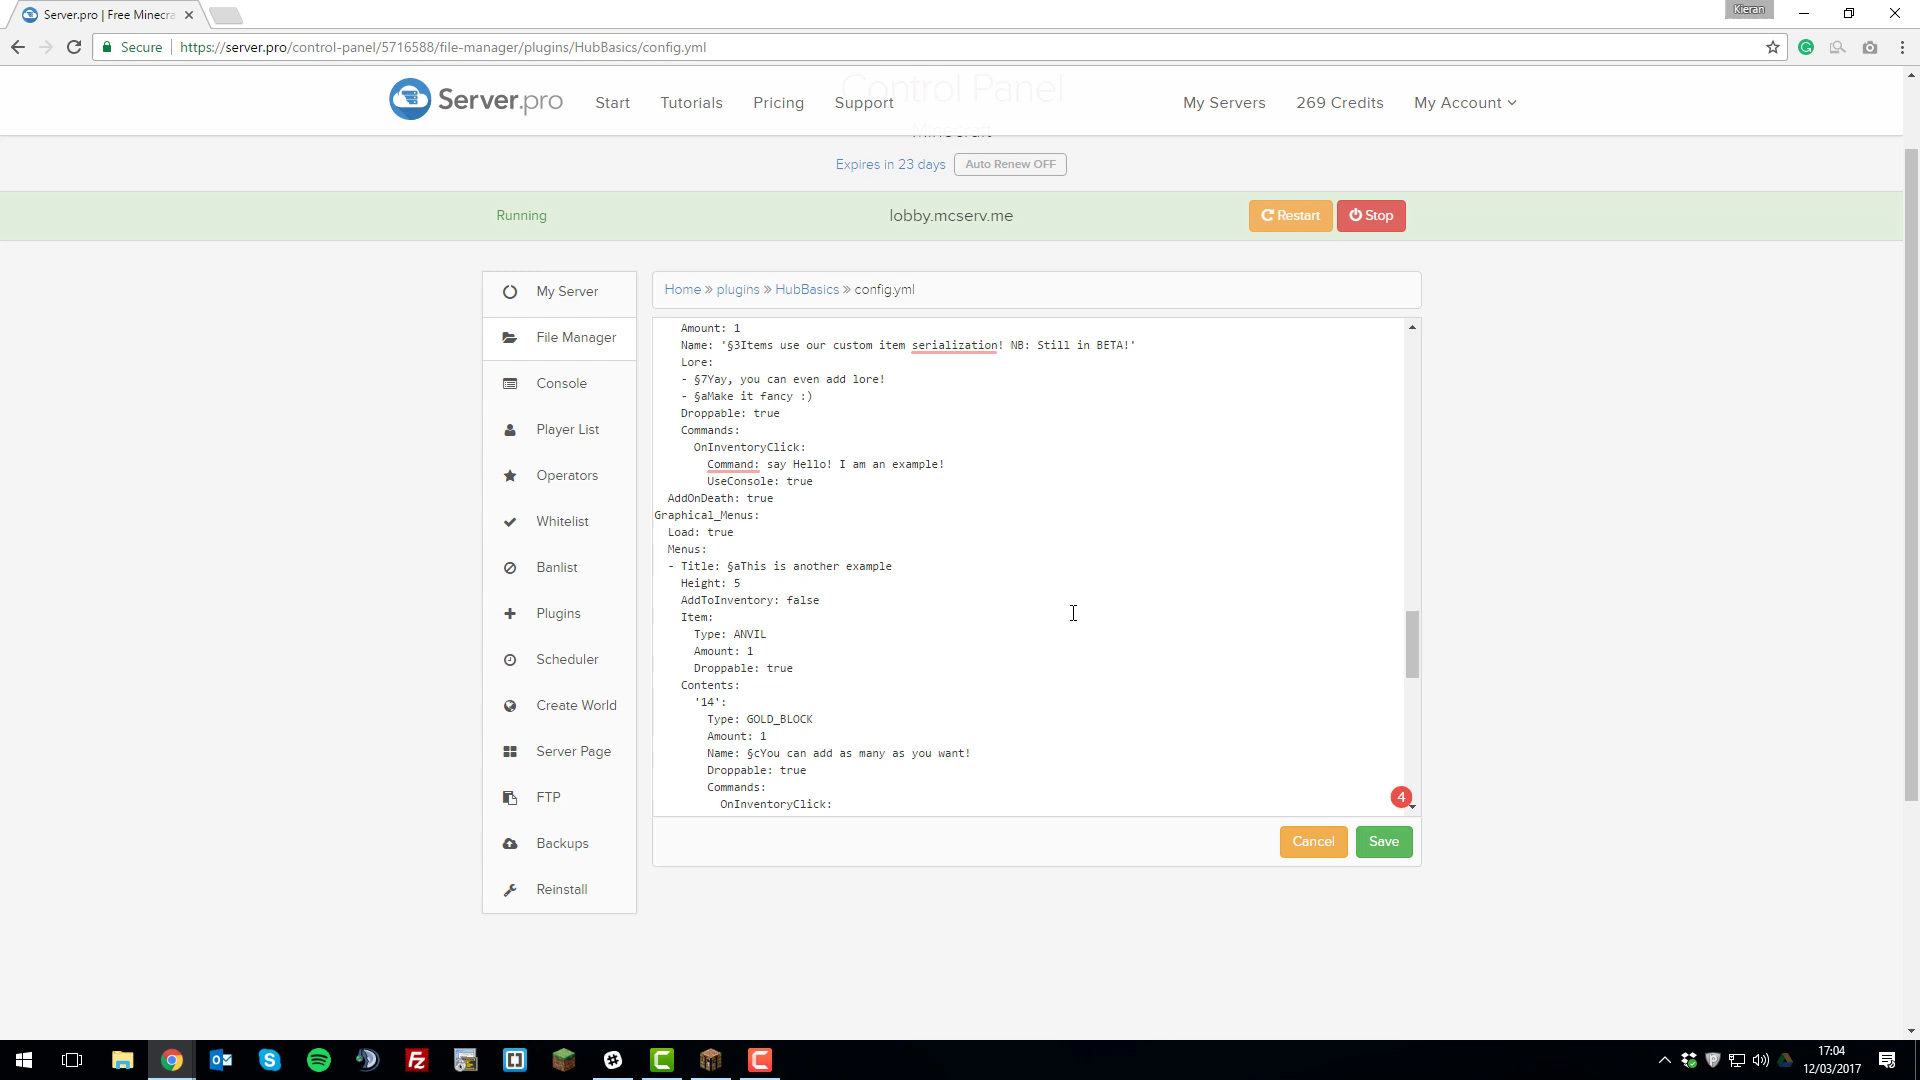 Server.pro | Free Minecra
Kieran
Secure
https://server.pro/control-panel/5716588/file-manager/plugins/HubBasics/config.yml
Control Panel
Server.pro
Start
Tutorials
Pricing
Support
My Servers
269 Credits
My Account
Minecraft
Expires in 23 days
Auto Renew OFF
Running
lobby.mcserv.me
Restart
Stop
My Server
File Manager
Console
Player List
Operators
Whitelist
Banlist
Plugins
Scheduler
Create World
Server Page
FTP
Backups
Reinstall
Home » plugins » HubBasics » config.yml
Amount: 1
Name: '§3Items use our custom item serialization! NB: Still in BETA!'
Lore:
- §7Yay, you can even add lore!
- §aMake it fancy :)
Droppable: true
Commands:
OnInventoryClick:
Command: say Hello! I am an example!
UseConsole: true
AddOnDeath: true
Graphical_Menus:
Load: true
Menus:
- Title: §aThis is another example
Height: 5
AddToInventory: false
Item:
Type: ANVIL
Amount: 1
Droppable: true
Contents:
'14':
Type: GOLD_BLOCK
Amount: 1
Name: §cYou can add as many as you want!
Droppable: true
Commands:
OnInventoryClick:
4
Cancel
Save
17:04
12/03/2017